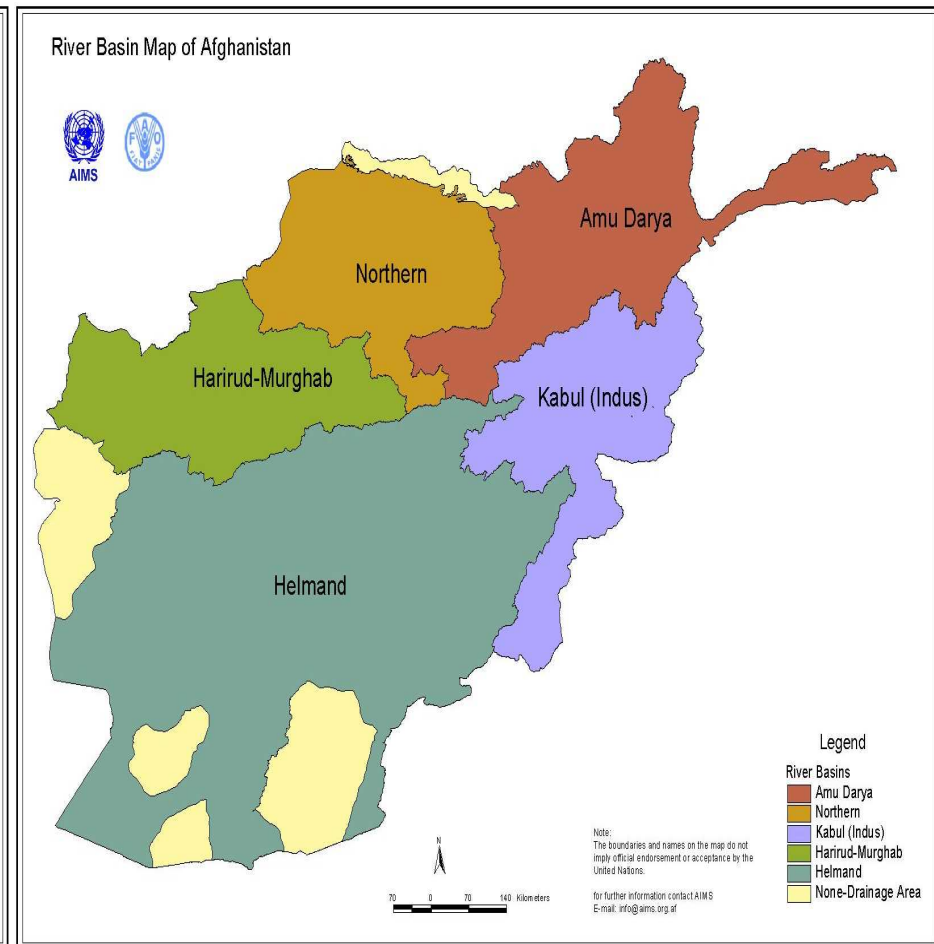 River Basin Map of Afghanistan
AIMS
F A O
FIAT PANIS
Amu Darya
Northern
Harirud-Murghab
Kabul (Indus)
Helmand
Legend
River Basins
Amu Darya
Northern
Kabul (Indus)
Harirud-Murghab
Helmand
None-Drainage Area
N
70 0 70 140 Kilometers
Note:
The boundaries and names on the map do not
imply official endorsement or acceptance by the
United Nations.
for further information contact AIMS
E-mail: info@aims.org.af